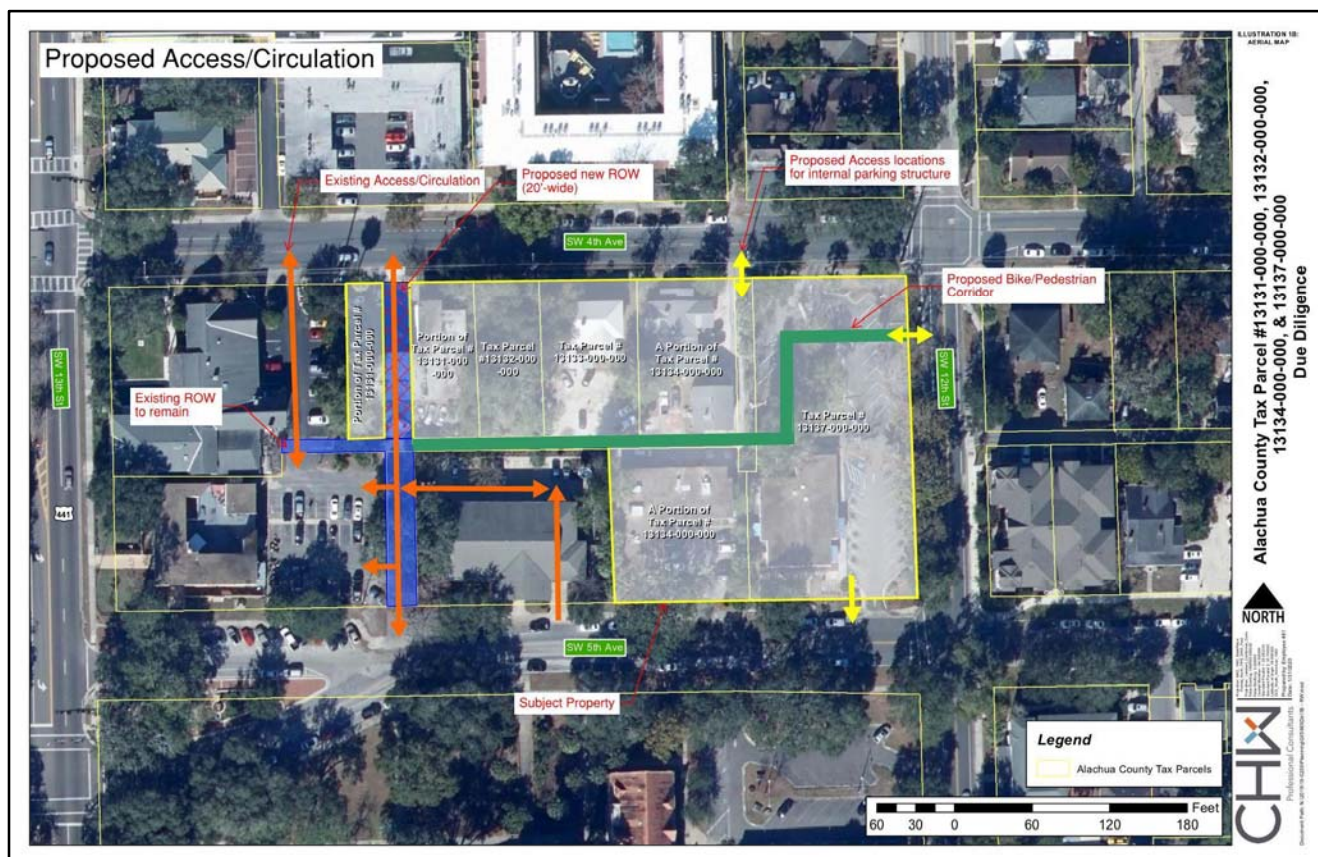 Proposed Access/Circulation
Existing Access/Circulation
Proposed new ROW
(20'-wide)
Proposed Access locations
for internal parking structure
SW 4th Ave
Proposed Bike/Pedestrian
Corridor
SW 13th St
Existing ROW
to remain
Portion of Tax Parcel #
13131-000-000
Portion of
Tax Parcel #
13131-000
-000
Tax Parcel
#13132-000
-000
Tax Parcel #
13133-000-000
A Portion of
Tax Parcel #
13134-000-000
Tax Parcel #
13137-000-000
SW 12th St
441
A Portion of
Tax Parcel #
13134-000-000
SW 5th Ave
Subject Property
Legend
Alachua County Tax Parcels
Feet
60 30 0 60 120 180
ILLUSTRATION 1B:
AERIAL MAP
Alachua County Tax Parcel #13131-000-000, 13132-000-000,
13134-000-000, & 13137-000-000
Due Diligence
NORTH
CHW
Professional Consultants